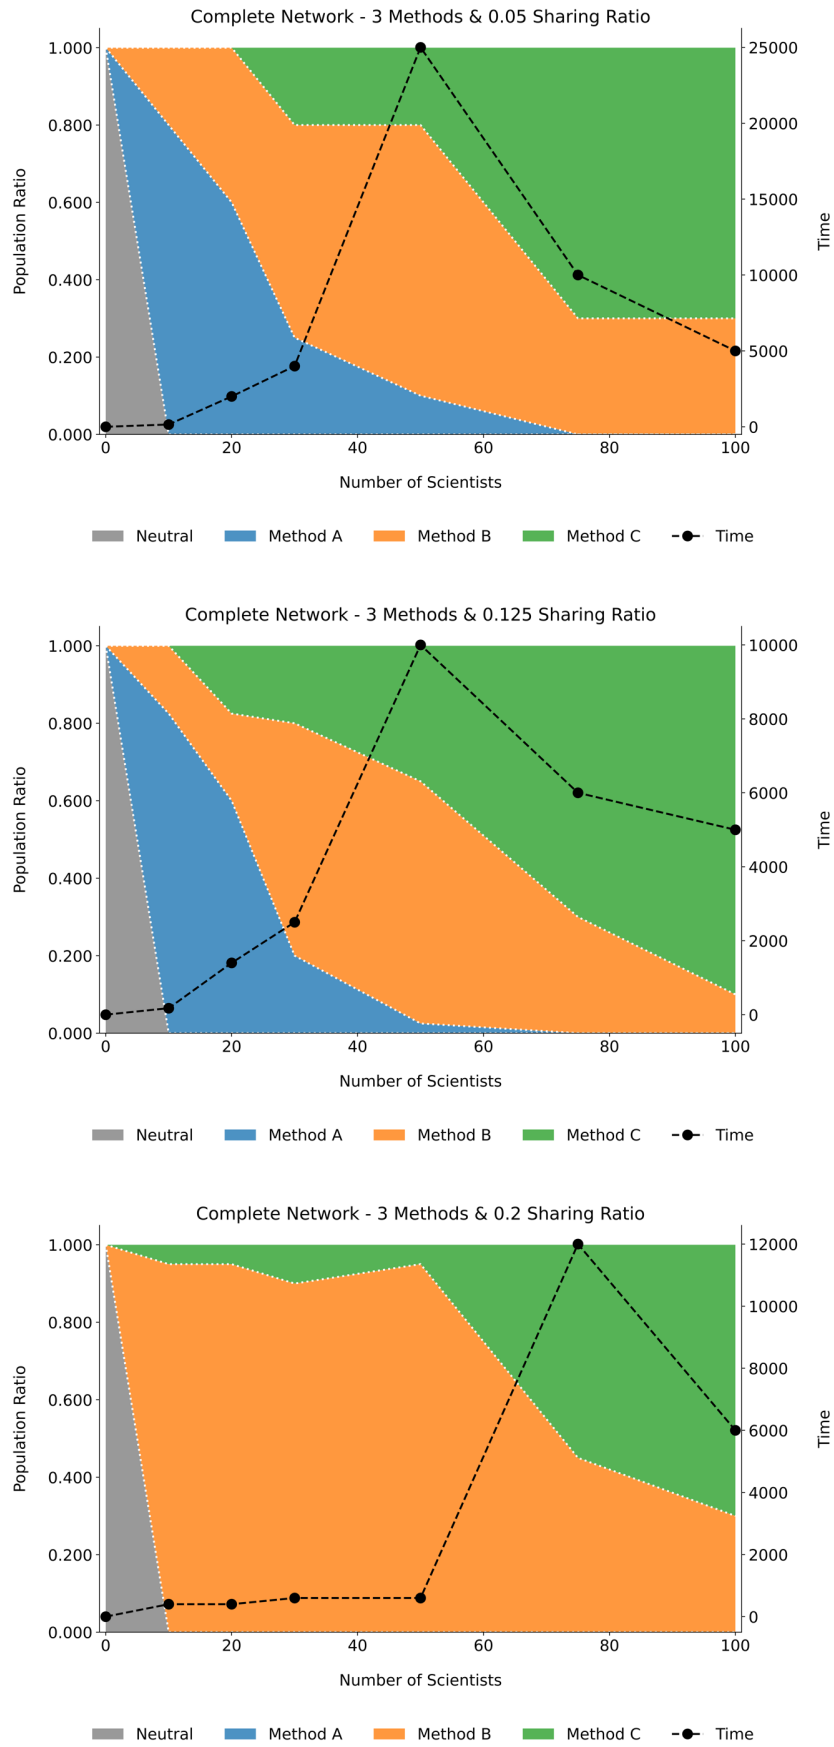 Complete Network - 3 Methods & 0.05 Sharing Ratio
1.000
0.800
0.600
0.400
0.200
0.000
Population Ratio
25000
20000
15000
10000
5000
0
Time
0 20 40 60 80 100
Number of Scientists
Neutral Method A Method B Method C Time
Complete Network - 3 Methods & 0.125 Sharing Ratio
1.000
0.800
0.600
0.400
0.200
0.000
Population Ratio
10000
8000
6000
4000
2000
0
Time
0 20 40 60 80 100
Number of Scientists
Neutral Method A Method B Method C Time
Complete Network - 3 Methods & 0.2 Sharing Ratio
1.000
0.800
0.600
0.400
0.200
0.000
Population Ratio
12000
10000
8000
6000
4000
2000
0
Time
0 20 40 60 80 100
Number of Scientists
Neutral Method A Method B Method C Time